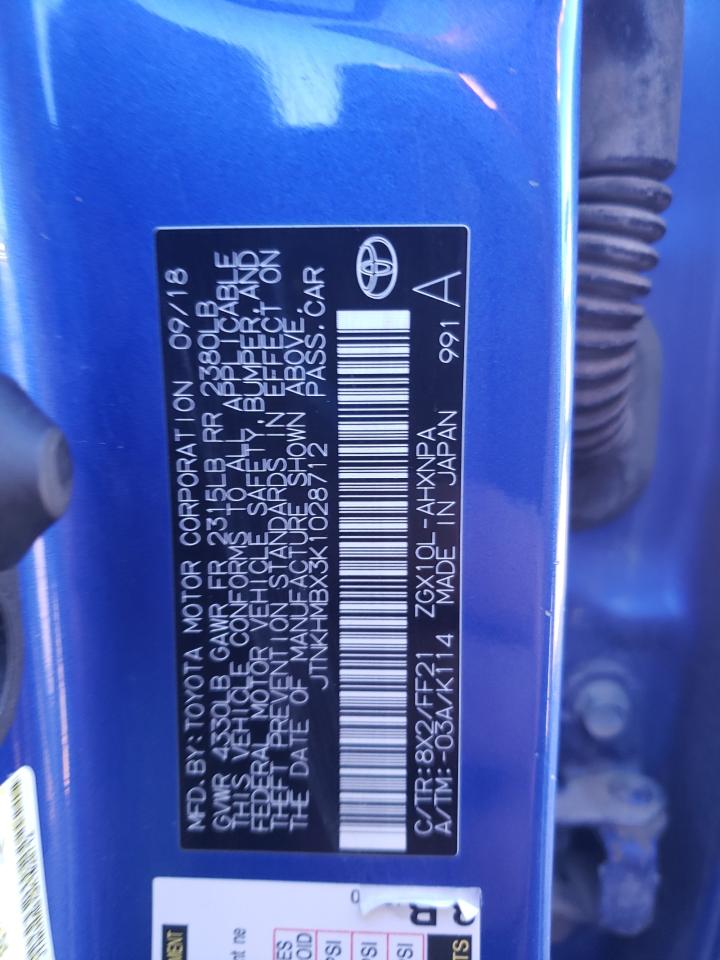 MFD. BY: TOYOTA MOTOR CORPORATION 09/18
GVWR 4330LB GAWR FR 2315LB RR 2380LB
THIS VEHICLE CONFORMS TO ALL APPLICABLE
FEDERAL MOTOR VEHICLE SAFETY, BUMPER, AND
THEFT PREVENTION STANDARDS IN EFFECT ON
THE DATE OF MANUFACTURE SHOWN ABOVE.
JTNKHMBX3K1028712 PASS. CAR
C/TR: 8X2/FF21 ZGX10L-AHXNPA 991
A/TM: -03A/K114 MADE IN JAPAN A